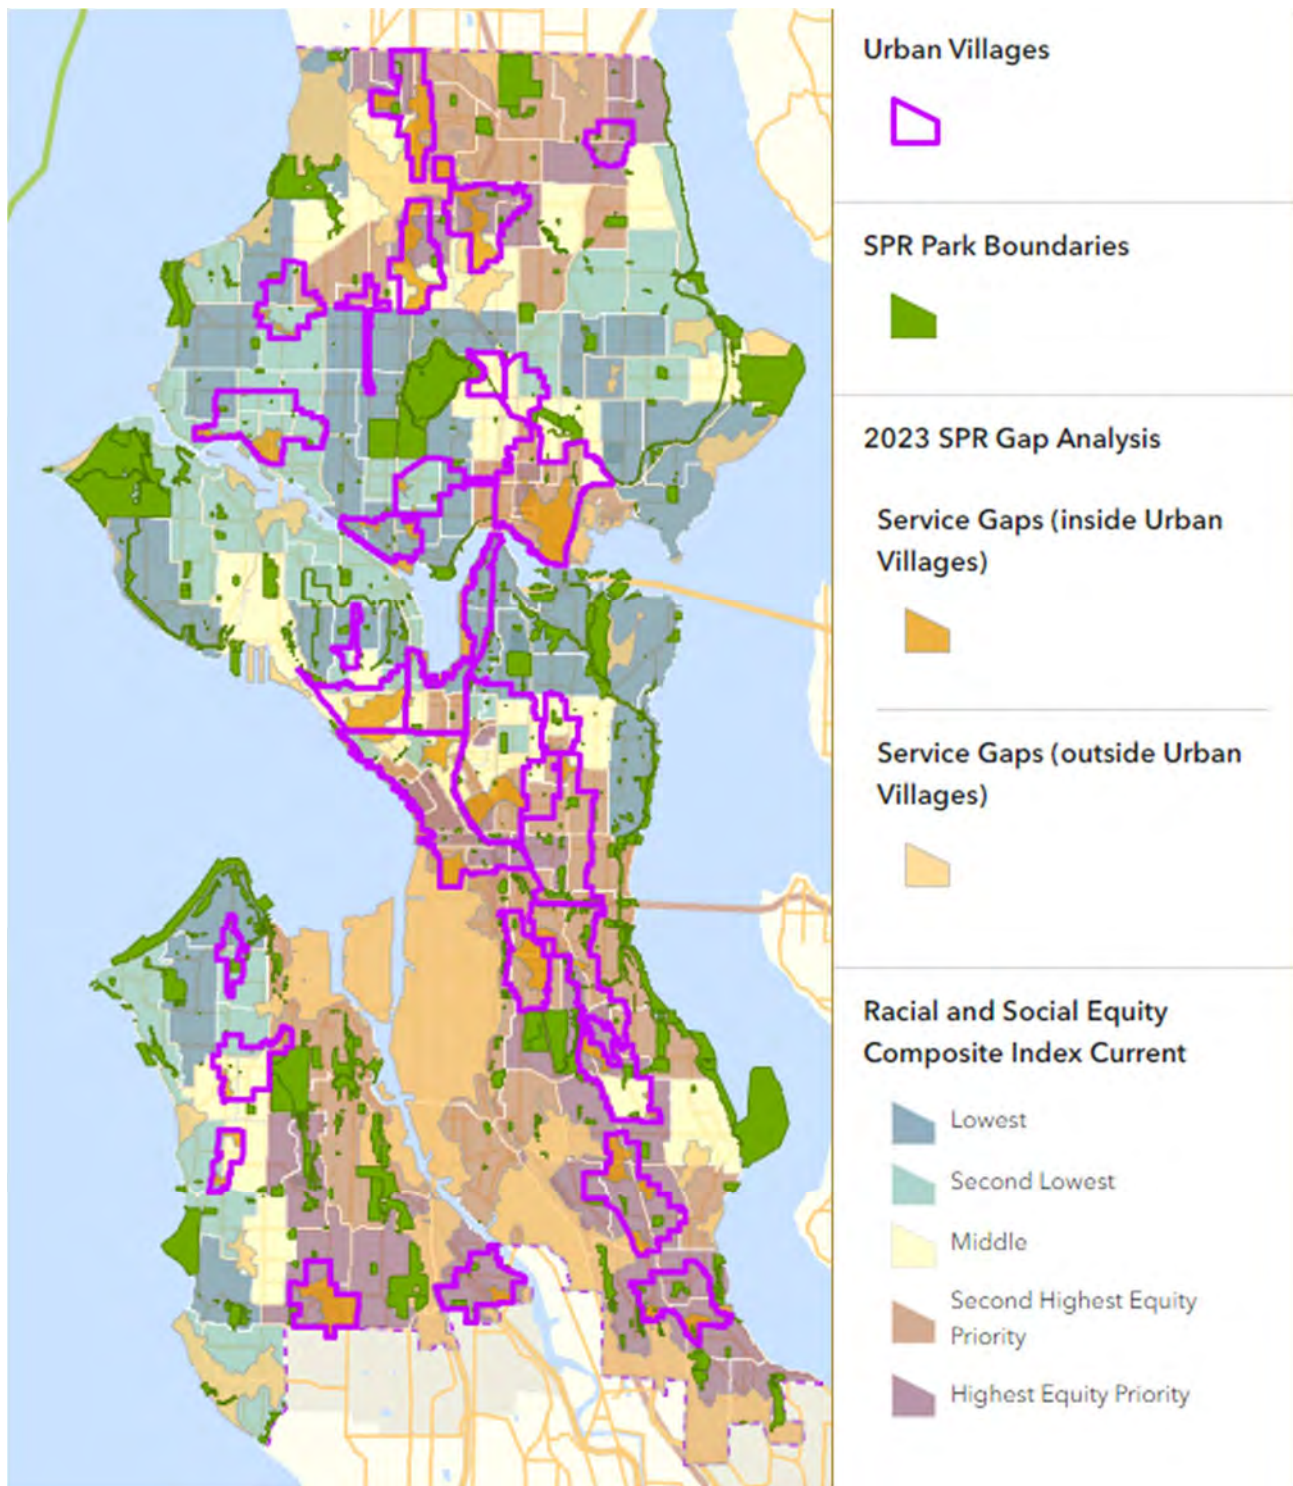 Urban Villages
SPR Park Boundaries
2023 SPR Gap Analysis
Service Gaps (inside Urban
Villages)
Service Gaps (outside Urban
Villages)
Racial and Social Equity
Composite Index Current
Lowest
Second Lowest
Middle
Second Highest Equity
Priority
Highest Equity Priority